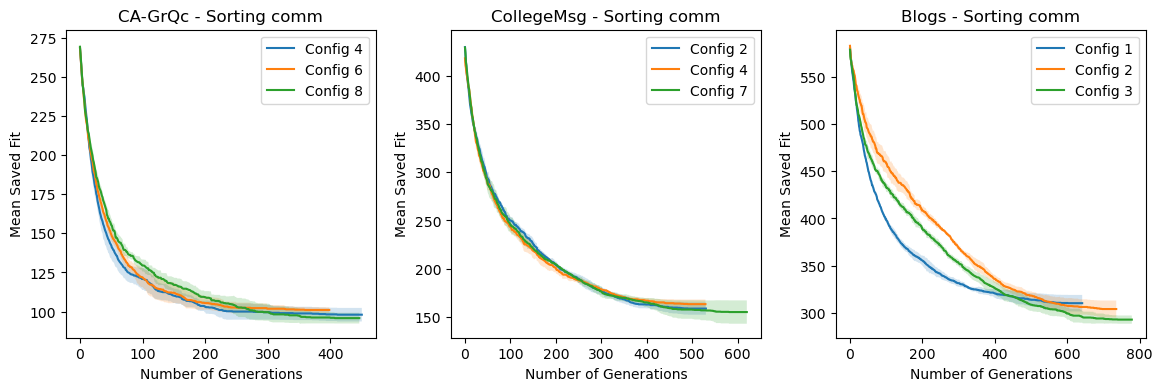 CA-GrQc - Sorting comm
275
250
225
200
175
150
125
100
Mean Saved Fit
Config 4
Config 6
Config 8
0 100 200 300 400
Number of Generations
CollegeMsg - Sorting comm
400
350
300
250
200
150
Mean Saved Fit
Config 2
Config 4
Config 7
0 100 200 300 400 500 600
Number of Generations
Blogs - Sorting comm
550
500
450
400
350
300
Mean Saved Fit
Config 1
Config 2
Config 3
0 200 400 600 800
Number of Generations